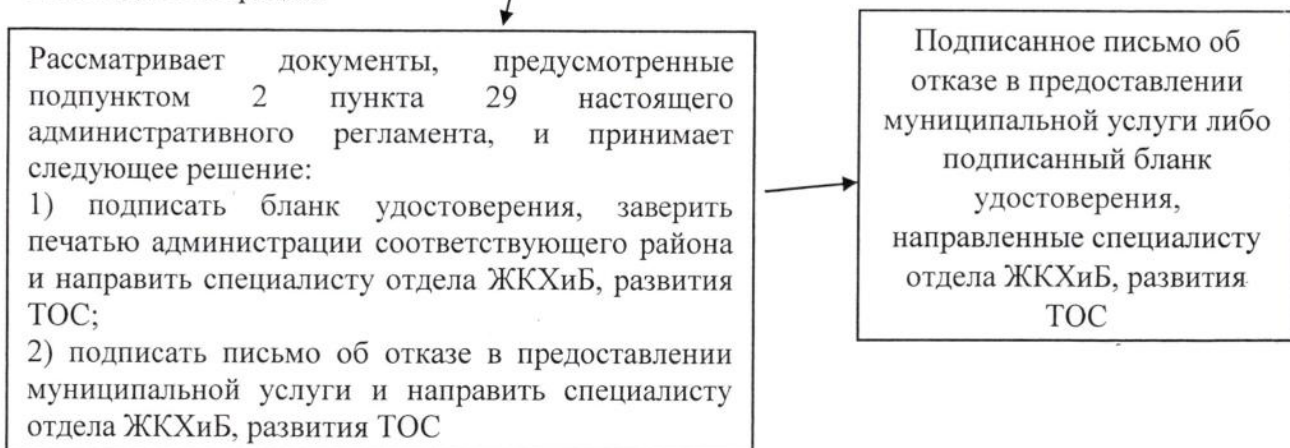 Рассматривает документы, предусмотренные
подпунктом 2 пункта 29 настоящего
административного регламента, и принимает
следующее решение:
1) подписать бланк удостоверения, заверить
печатью администрации соответствующего района
и направить специалисту отдела ЖКХиБ, развития
ТОС;
2) подписать письмо об отказе в предоставлении
муниципальной услуги и направить специалисту
отдела ЖКХиБ, развития ТОС
Подписанное письмо об
отказе в предоставлении
муниципальной услуги либо
подписанный бланк
удостоверения,
направленные специалисту
отдела ЖКХиБ, развития
ТОС